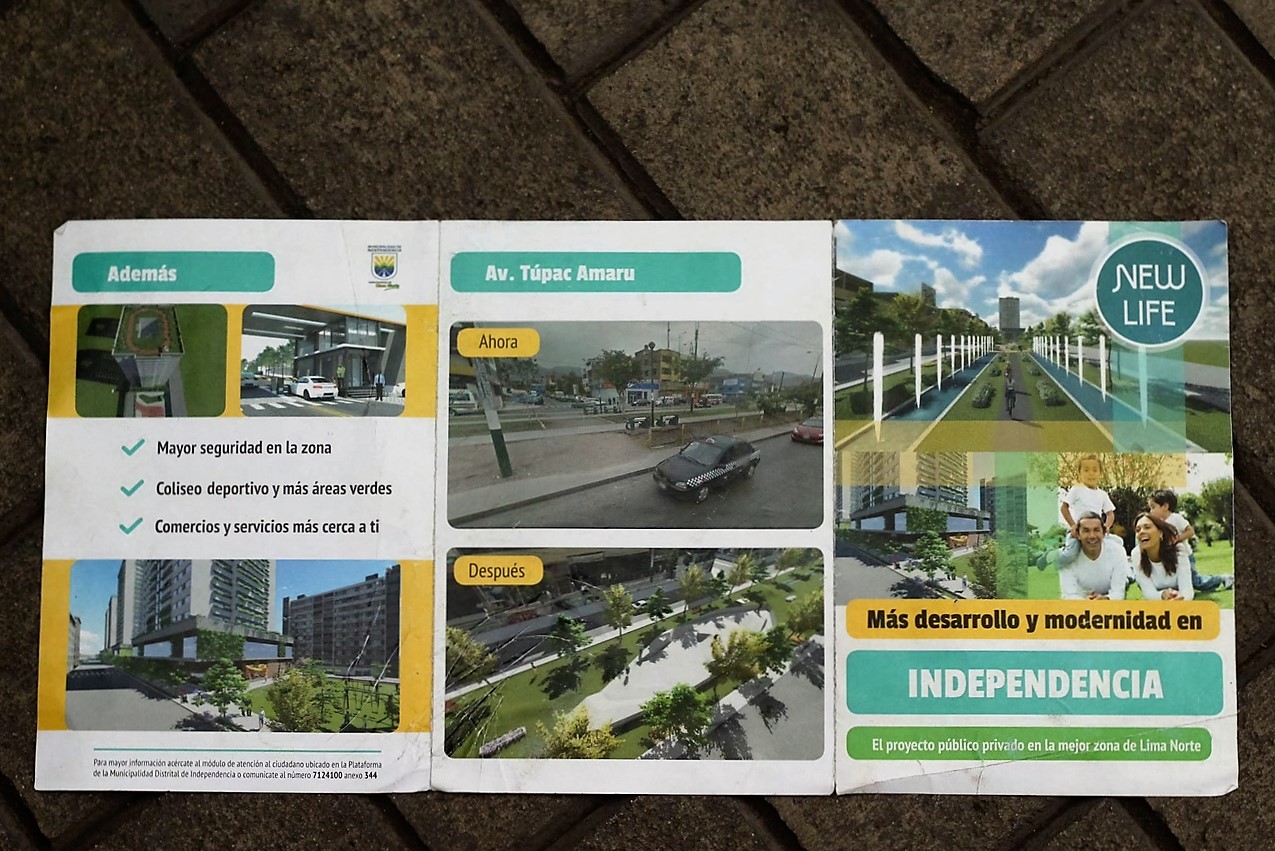 Además
Mayor seguridad en la zona
Coliseo deportivo y más áreas verdes
Comercios y servicios más cerca a ti
Para mayor información acércate al módulo de atención al ciudadano ubicado en la Plataforma
de la Municipalidad Distrital de Independencia o comunícate al número 7124100 anexo 344
Av. Túpac Amaru
Ahora
Después
NEW
LIFE
Más desarrollo y modernidad en
INDEPENDENCIA
El proyecto público privado en la mejor zona de Lima Norte